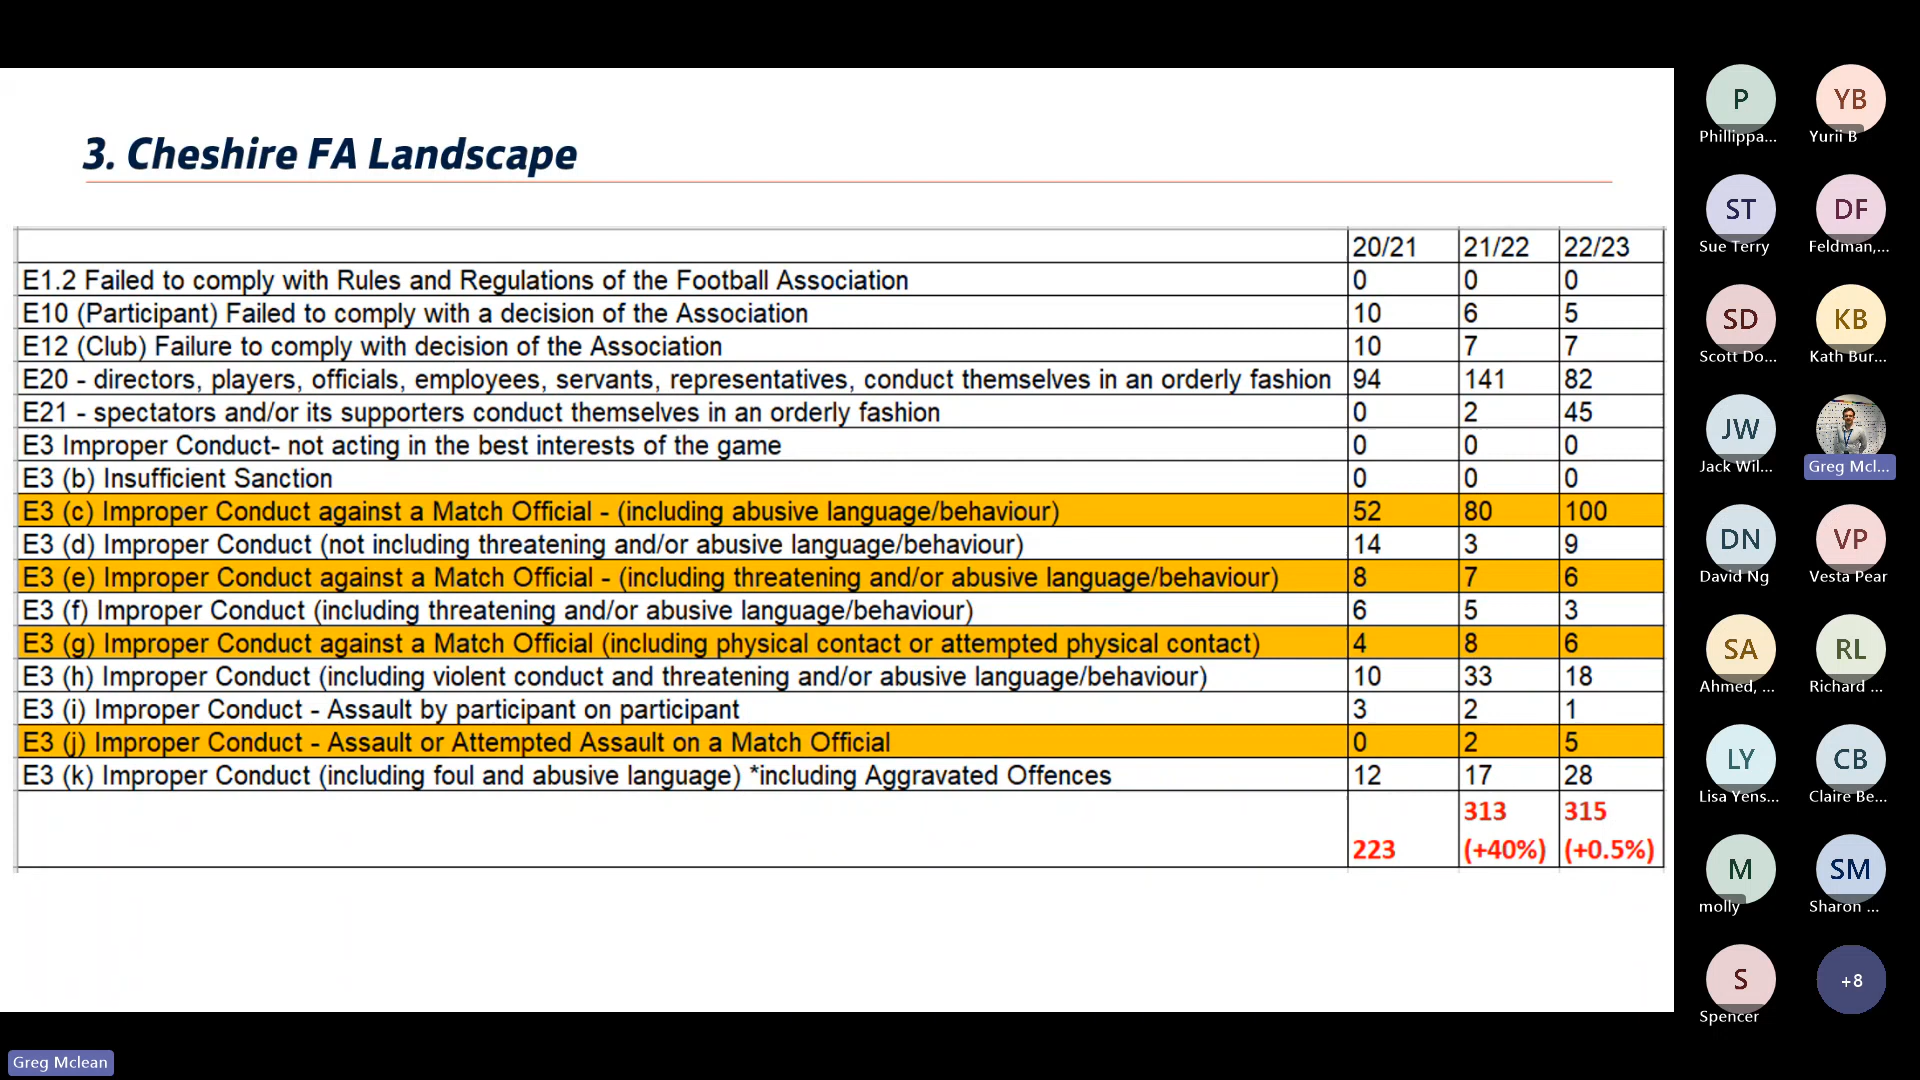 3. Cheshire FA Landscape
20/21 21/22 22/23
E1.2 Failed to comply with Rules and Regulations of the Football Association 0 0 0
E10 (Participant) Failed to comply with a decision of the Association 10 6 5
E12 (Club) Failure to comply with decision of the Association 10 7 7
E20 - directors, players, officials, employees, servants, representatives, conduct themselves in an orderly fashion 94 141 82
E21 - spectators and/or its supporters conduct themselves in an orderly fashion 0 2 45
E3 Improper Conduct- not acting in the best interests of the game 0 0 0
E3 (b) Insufficient Sanction 0 0 0
E3 (c) Improper Conduct against a Match Official - (including abusive language/behaviour) 52 80 100
E3 (d) Improper Conduct (not including threatening and/or abusive language/behaviour) 14 3 9
E3 (e) Improper Conduct against a Match Official - (including threatening and/or abusive language/behaviour) 8 7 6
E3 (f) Improper Conduct (including threatening and/or abusive language/behaviour) 6 5 3
E3 (g) Improper Conduct against a Match Official (including physical contact or attempted physical contact) 4 8 6
E3 (h) Improper Conduct (including violent conduct and threatening and/or abusive language/behaviour) 10 33 18
E3 (i) Improper Conduct - Assault by participant on participant 3 2 1
E3 (j) Improper Conduct - Assault or Attempted Assault on a Match Official 0 2 5
E3 (k) Improper Conduct (including foul and abusive language) *including Aggravated Offences 12 17 28
313 315
223 (+40%) (+0.5%)
P YB
Phillippa... Yurii B
ST DF
Sue Terry Feldman,...
SD KB
Scott Do... Kath Bur...
JW
Jack Wil... Greg Mcl...
DN VP
David Ng Vesta Pear
SA RL
Ahmed, ... Richard ...
LY CB
Lisa Yens... Claire Be...
M SM
molly Sharon ...
S +8
Spencer
Greg Mclean